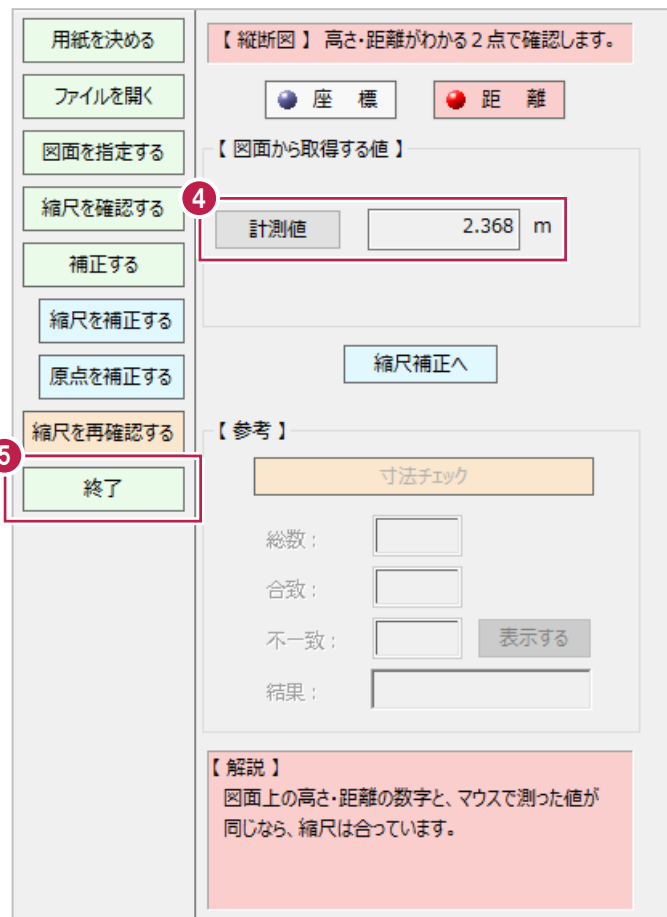 用紙を決める
ファイルを開く
図面を指定する
縮尺を確認する
補正する
縮尺を補正する
原点を補正する
縮尺を再確認する
5
終了
【 縦断図 】 高さ・距離がわかる２点で確認します。
座 標
距 離
【 図面から取得する値 】
4
計測値 2.368 m
縮尺補正へ
【 参考 】
寸法チェック
総数 :
合致 :
不一致 : 表示する
結果 :
【 解説 】
図面上の高さ・距離の数字と、マウスで測った値が
同じなら、縮尺は合っています。